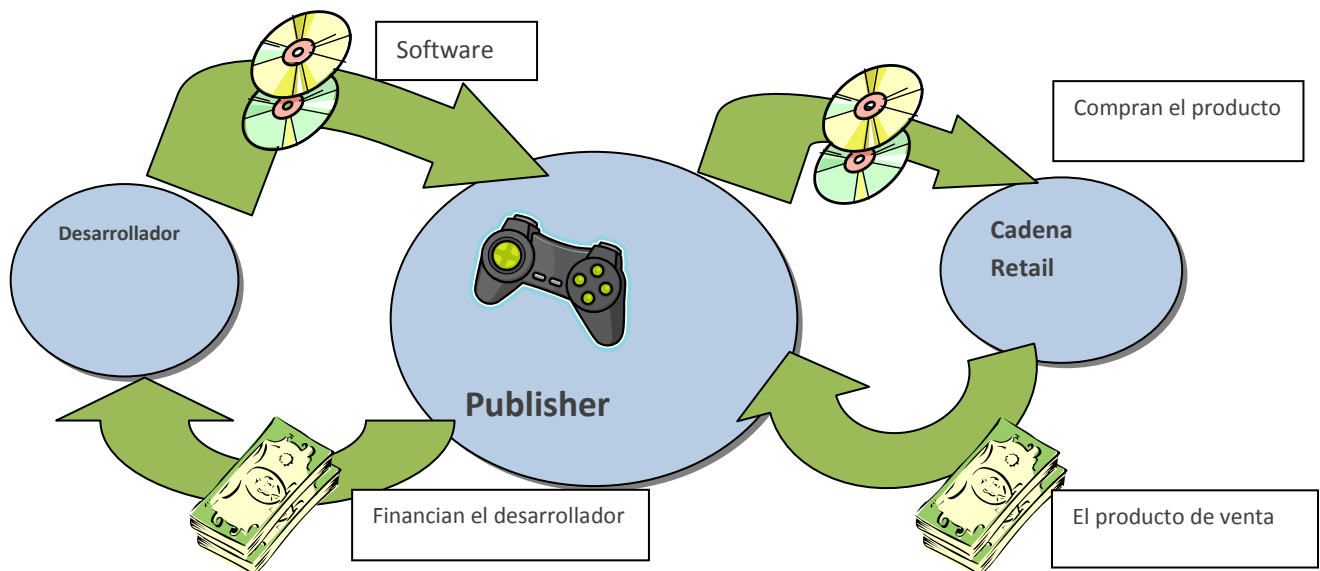 Software
Compran el producto
Desarrollador
Cadena
Retail
Publisher
Financian el desarrollador
El producto de venta